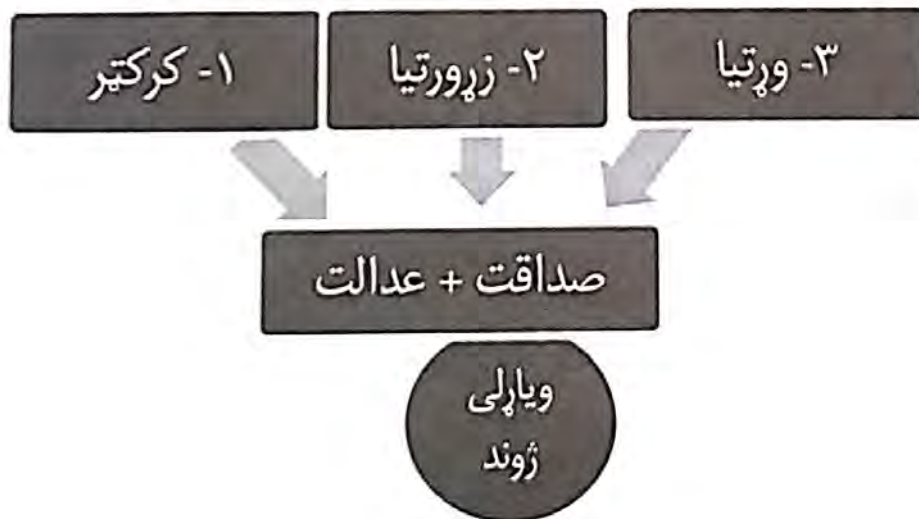 ۱- کرکټر
۲- زړورتیا
۳- وړتیا
صداقت + عدالت
ویاړلی
ژوند